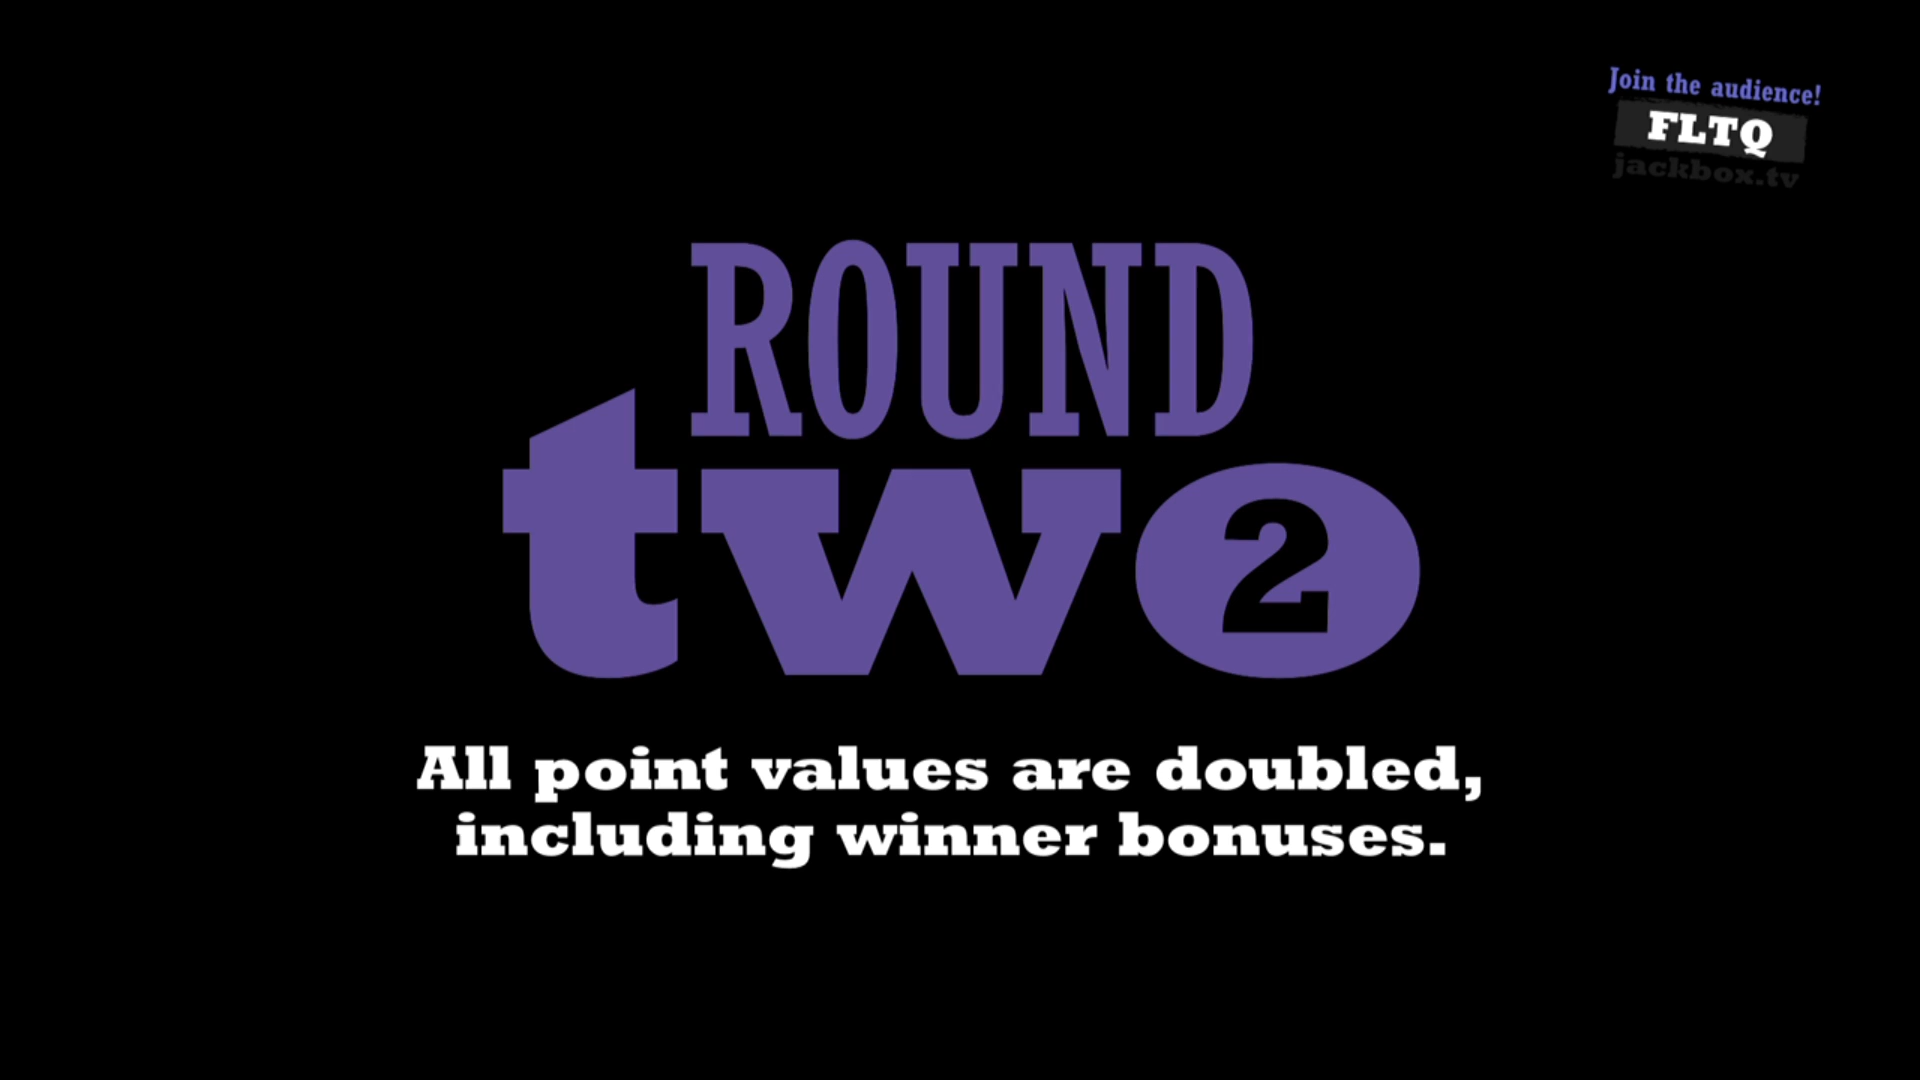 Join the audience!
FLTQ
jackbox.tv
ROUND
two
2
All point values are doubled,
including winner bonuses.